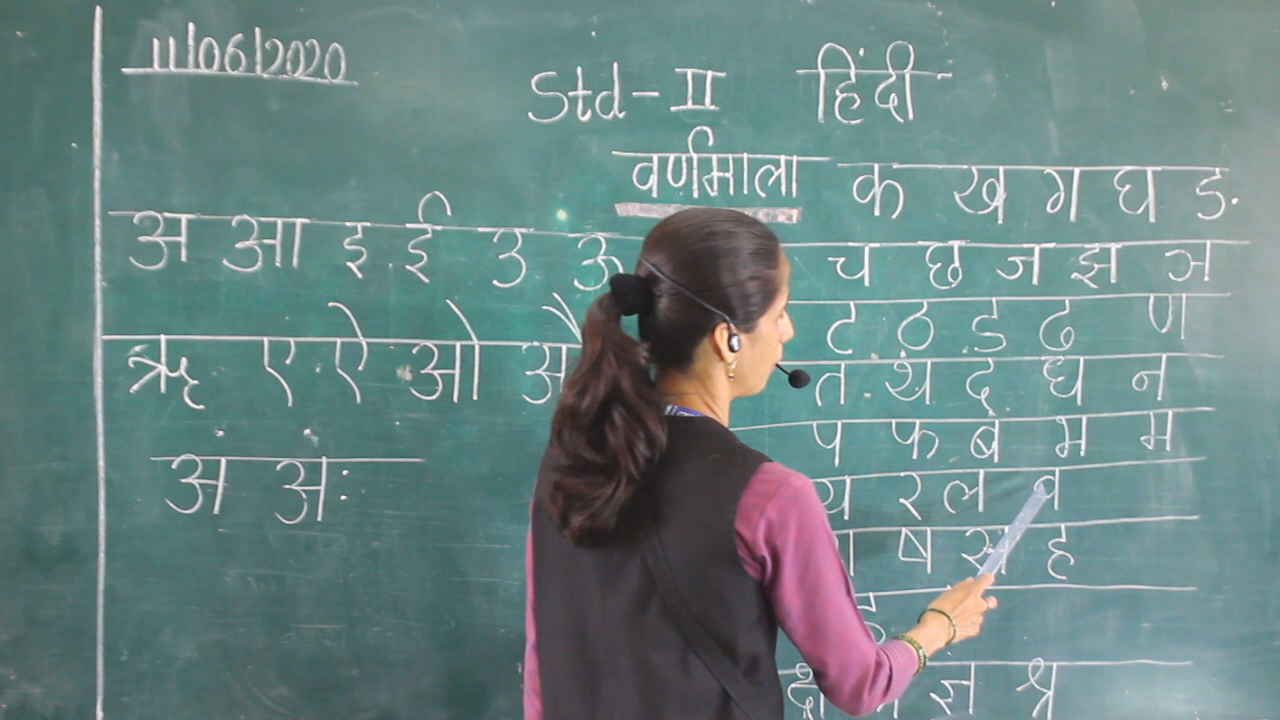 11/06/2020
Std-II हिंदी
वर्णमाला
अ आ इ ई उ ऊ
ऋ ए ऐ ओ
अं अः
क ख ग घ ङ
च छ ज झ ञ
ट ठ ड ढ ण
त थ द ध न
प फ ब भ म
य र ल व
ष स ह
क्ष ज्ञ श्र